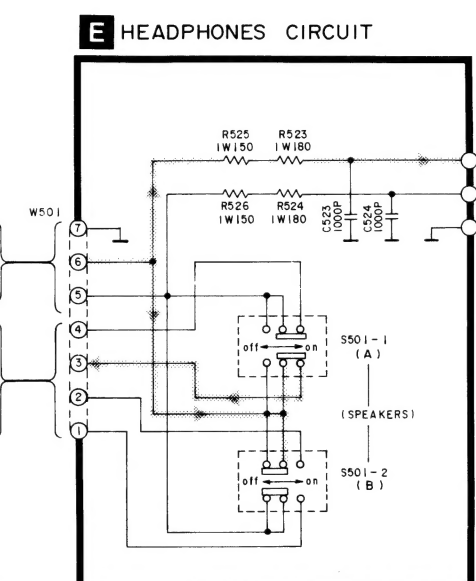 E HEADPHONES CIRCUIT
R525 R523
1W150 1W180
R526 R524
1W150 1W180
C523
1000P
C524
1000P
W501
7
6
5
4
3
2
1
off on
S501-1
(A)
(SPEAKERS)
off on
S501-2
(B)